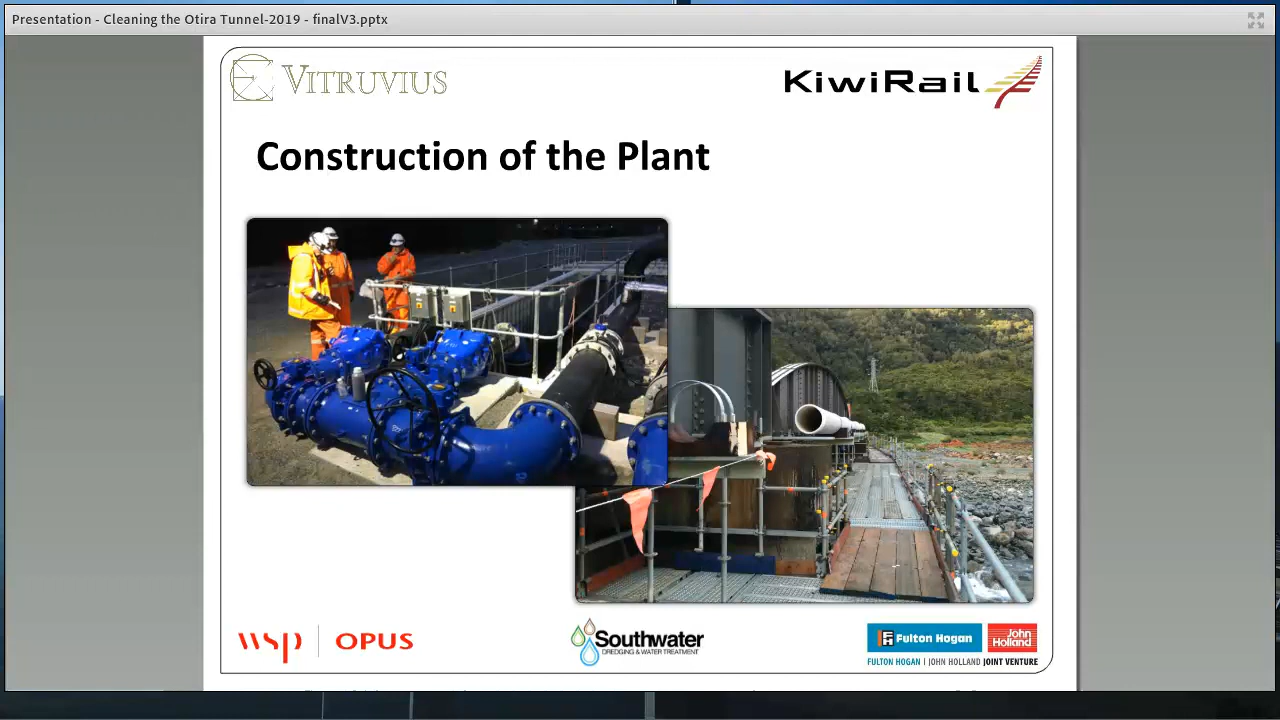 Presentation - Cleaning the Otira Tunnel-2019 - finalV3.pptx
VITRUVIUS
KiwiRail
Construction of the Plant
wsp | OPUS
Southwater
DREDGING & WATER TREATMENT
Fulton Hogan
John Holland
FULTON HOGAN | JOHN HOLLAND JOINT VENTURE